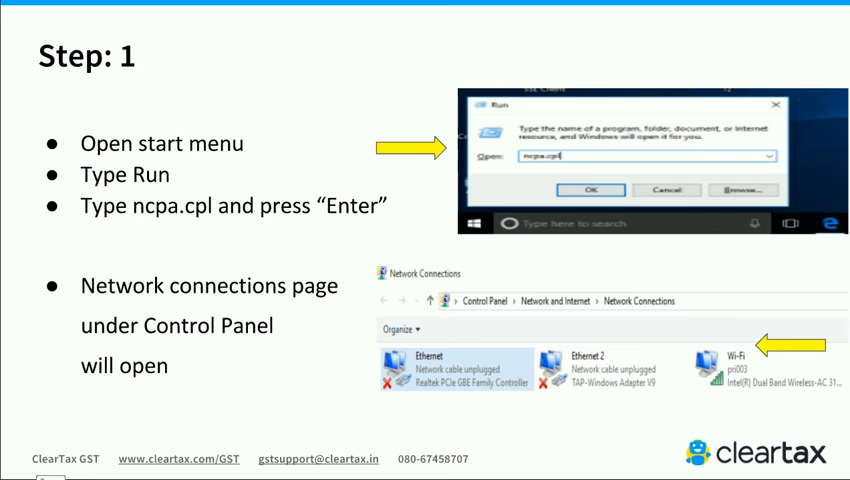 Step: 1
● Open start menu
● Type Run
● Type ncpa.cpl and press “Enter”
Run
Type the name of a program, folder, document, or Internet
resource, and Windows will open it for you.
Open: ncpa.cpl
OK Cancel Browse...
Type here to search
● Network connections page
under Control Panel
will open
Network Connections
Control Panel › Network and Internet › Network Connections
Organize
Ethernet
Network cable unplugged
Realtek PCIe GBE Family Controller
Ethernet 2
Network cable unplugged
TAP-Windows Adapter V9
Wi-Fi
pri003
Intel(R) Dual Band Wireless-AC 31...
ClearTax GST www.cleartax.com/GST gstsupport@cleartax.in 080-67458707
cleartax